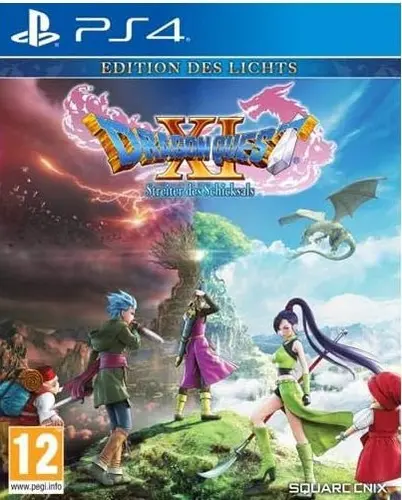 PS4
EDITION DES LICHTS
DRAGON QUEST
XI
Streiter des Schicksals
12
www.pegi.info
SQUARE ENIX